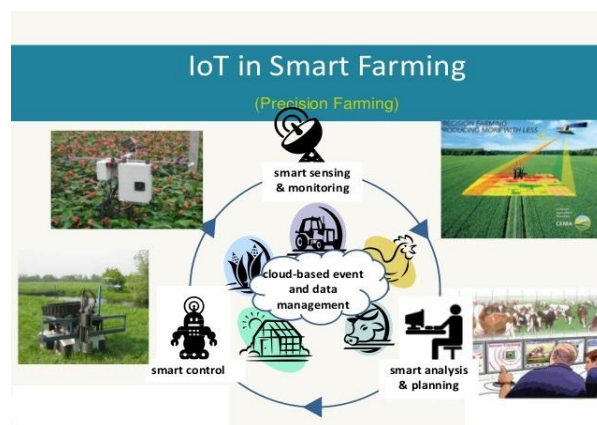 IoT in Smart Farming
(Precision Farming)
PRECISION FARMING:
PRODUCING MORE WITH LESS
CEMA
smart sensing
& monitoring
cloud-based event
and data
management
smart control
smart analysis
& planning